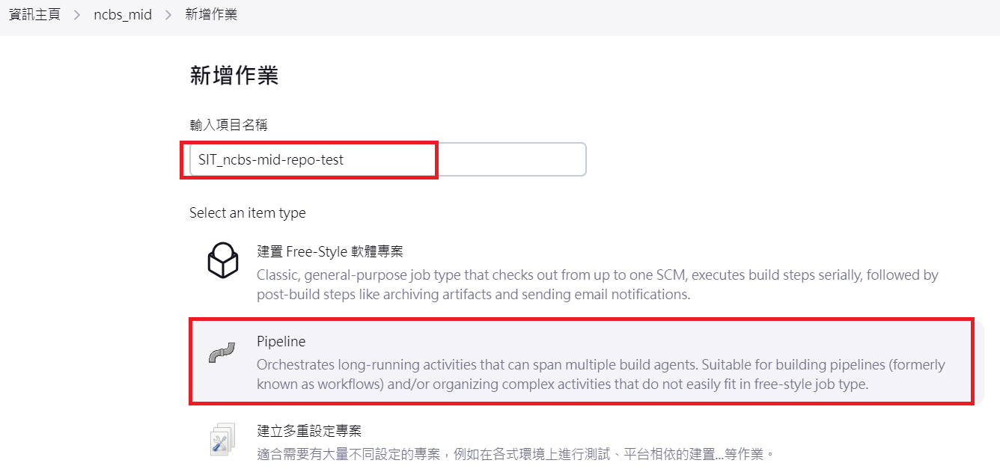 資訊主頁 > ncbs_mid > 新增作業
新增作業
輸入項目名稱
SIT_ncbs-mid-repo-test
Select an item type
建置 Free-Style 軟體專案
Classic, general-purpose job type that checks out from up to one SCM, executes build steps serially, followed by
post-build steps like archiving artifacts and sending email notifications.
Pipeline
Orchestrates long-running activities that can span multiple build agents. Suitable for building pipelines (formerly
known as workflows) and/or organizing complex activities that do not easily fit in free-style job type.
建立多重設定專案
適合需要有大量不同設定的專案，例如在各式環境上進行測試、平台相依的建置...等作業。